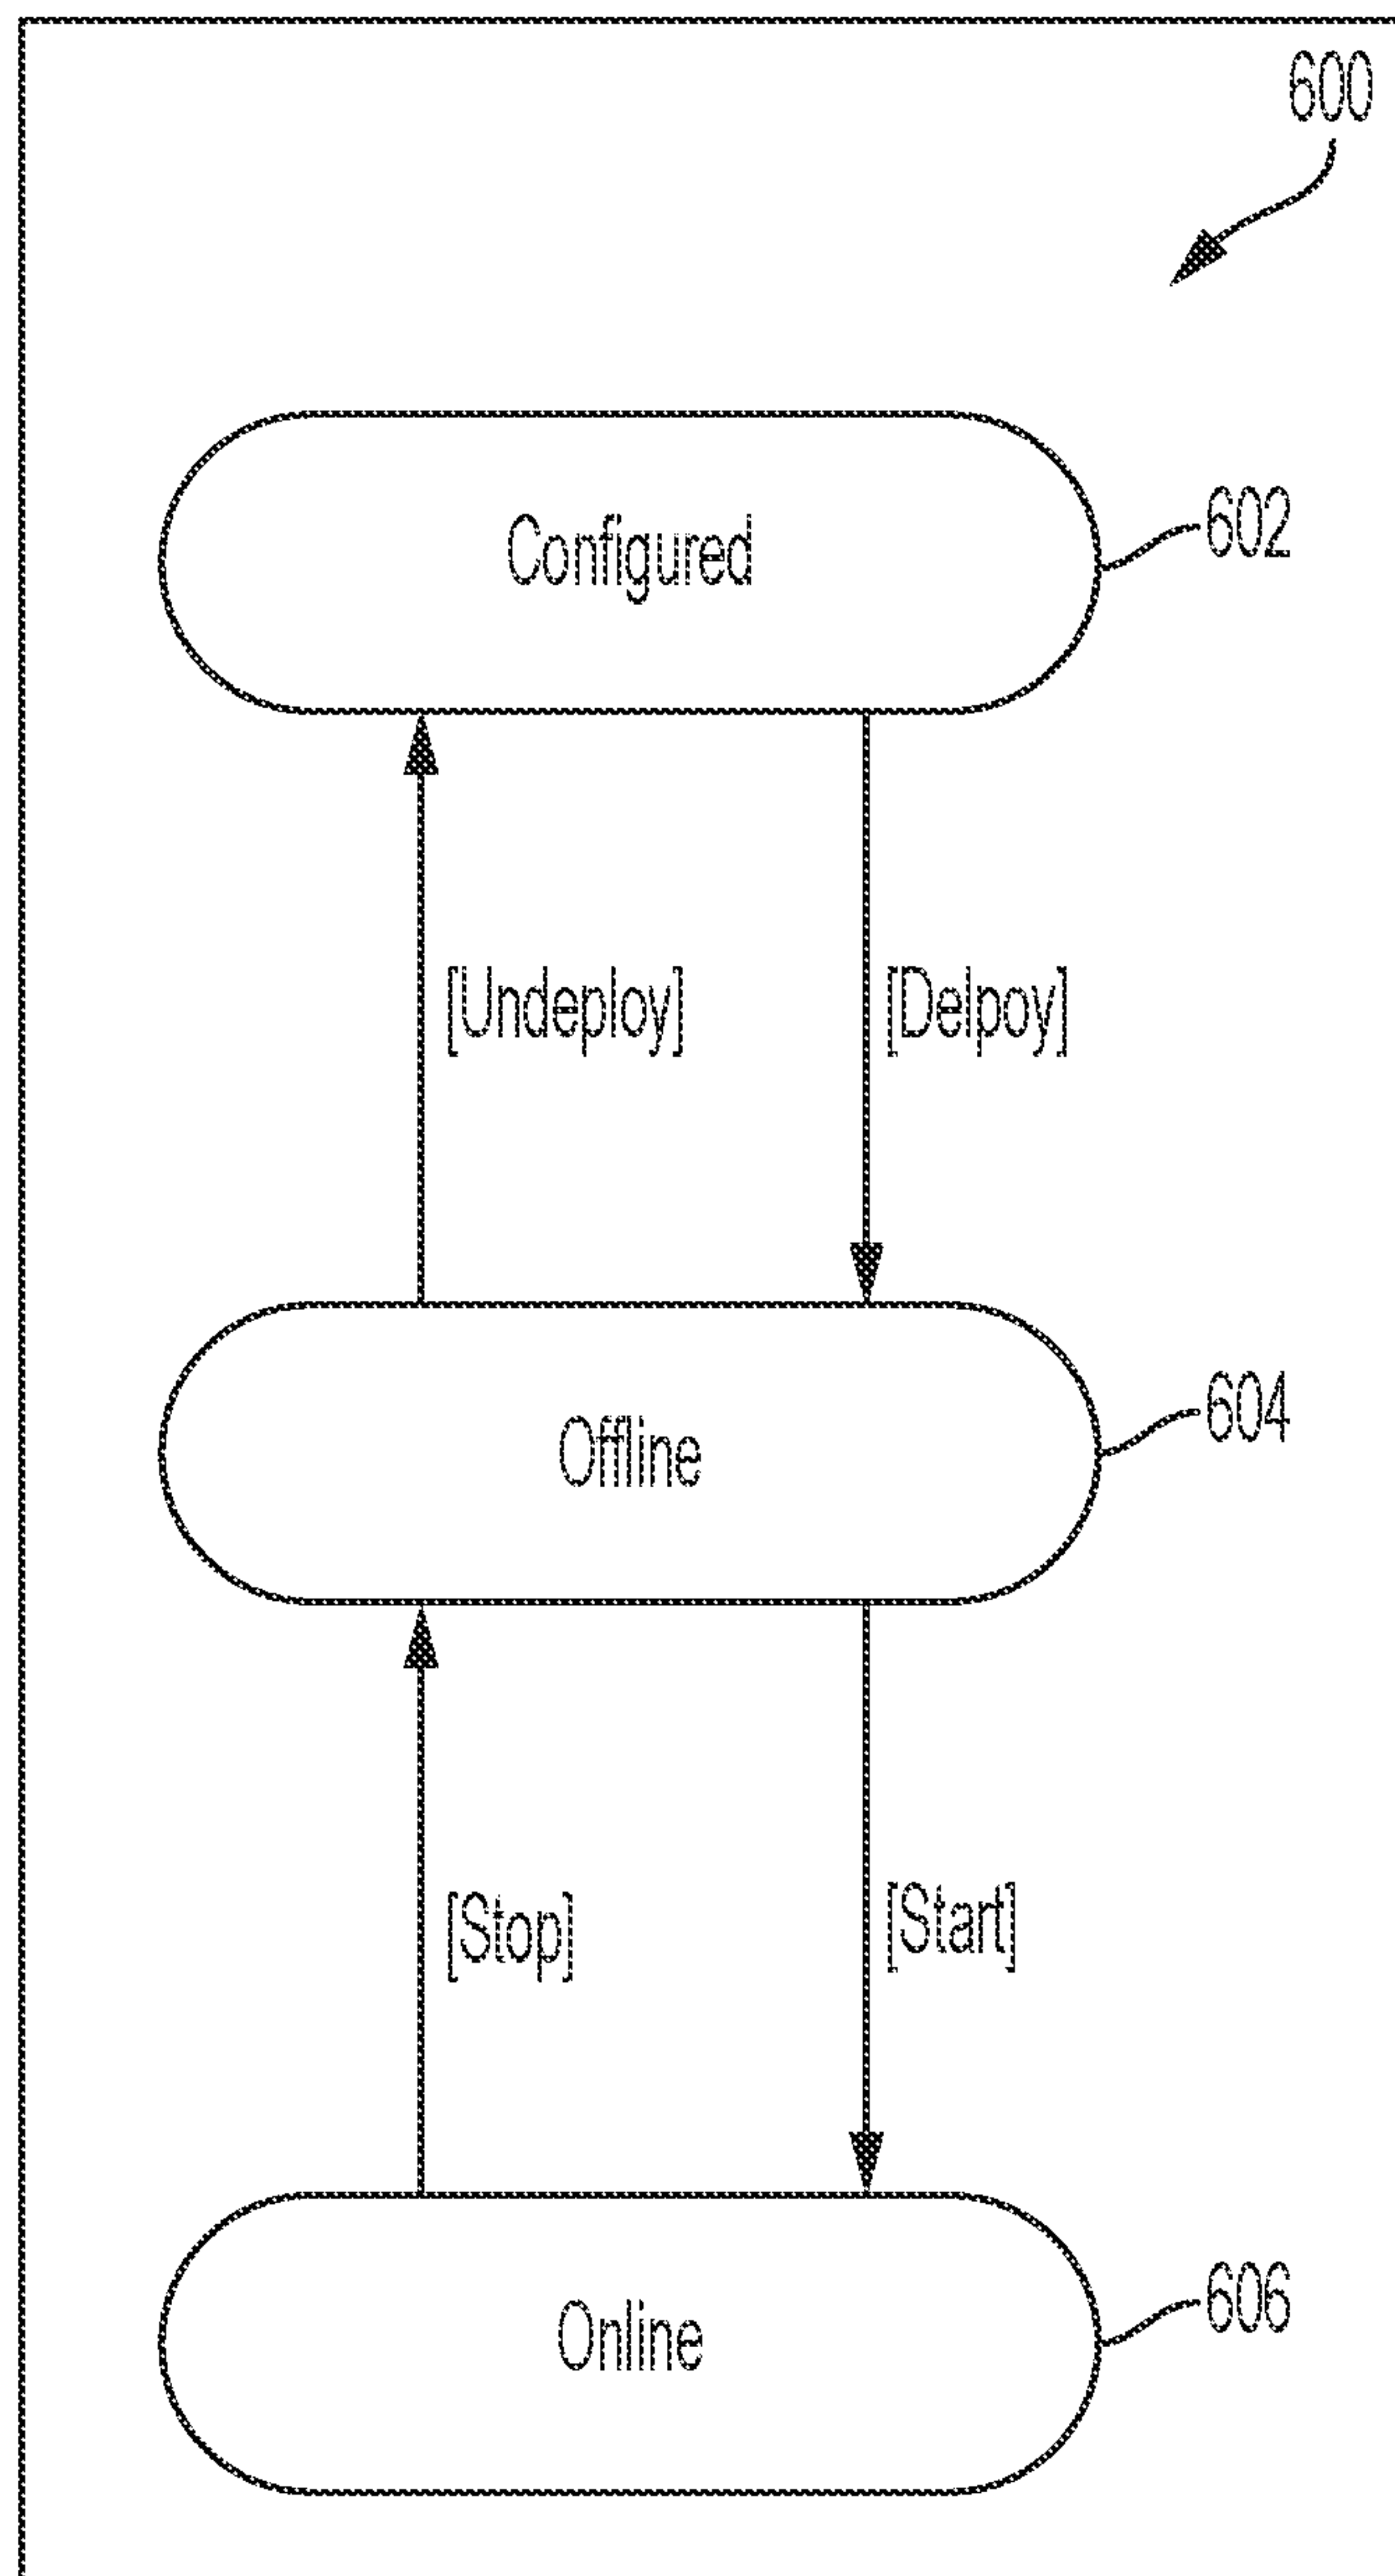 600
Configured
602
[Undeploy]
[Delpoy]
Offline
604
[Stop]
[Start]
Online
606